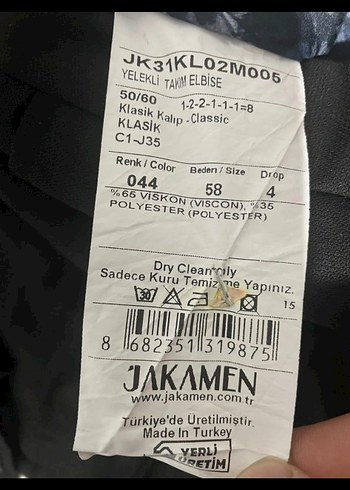 JK31KL02M005
YELEKLİ TAKIM ELBİSE
50/60 1-2-2-1-1-1=8
Klasik Kalıp - Classic
KLASİK
C1-J35
Renk / Color Beden / Size Drop
044 58 4
%65 VİSKON (VISCON), %35
POLYESTER (POLYESTER)
Dry Clean Only
Sadece Kuru Temizleme Yapınız.
30
15
8 682351 319875
JAKAMEN
www.jakamen.com.tr
Türkiye'de Üretilmiştir.
Made In Turkey
YERLİ
ÜRETİM